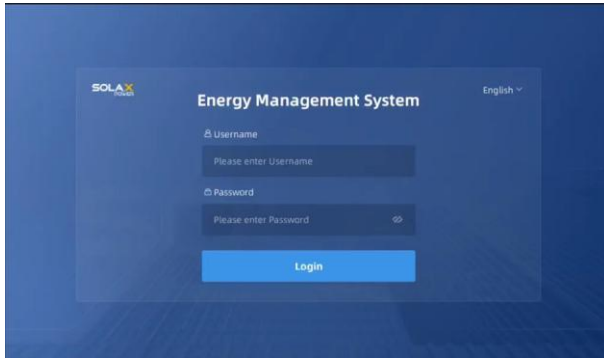 SOLAX
POWER
English
Energy Management System
Username
Please enter Username
Password
Please enter Password
Login